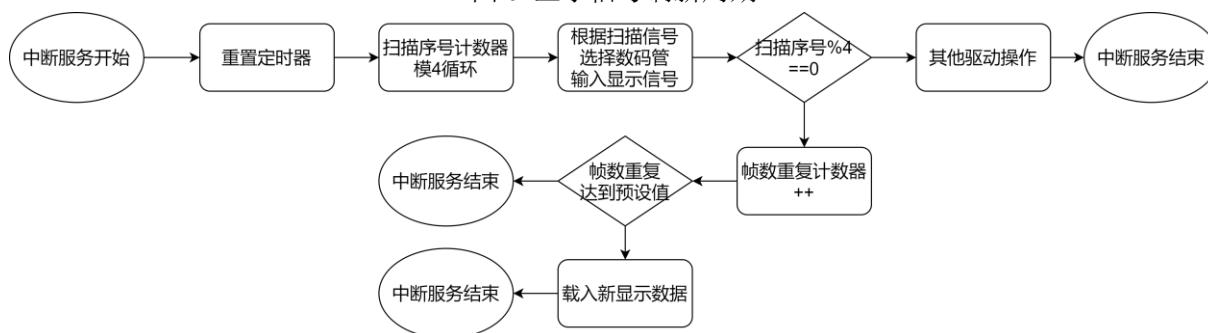 中断服务开始
重置定时器
扫描序号计数器
模4循环
根据扫描信号
选择数码管
输入显示信号
扫描序号%4
==0
其他驱动操作
中断服务结束
中断服务结束
帧数重复
达到预设值
帧数重复计数器
++
中断服务结束
载入新显示数据